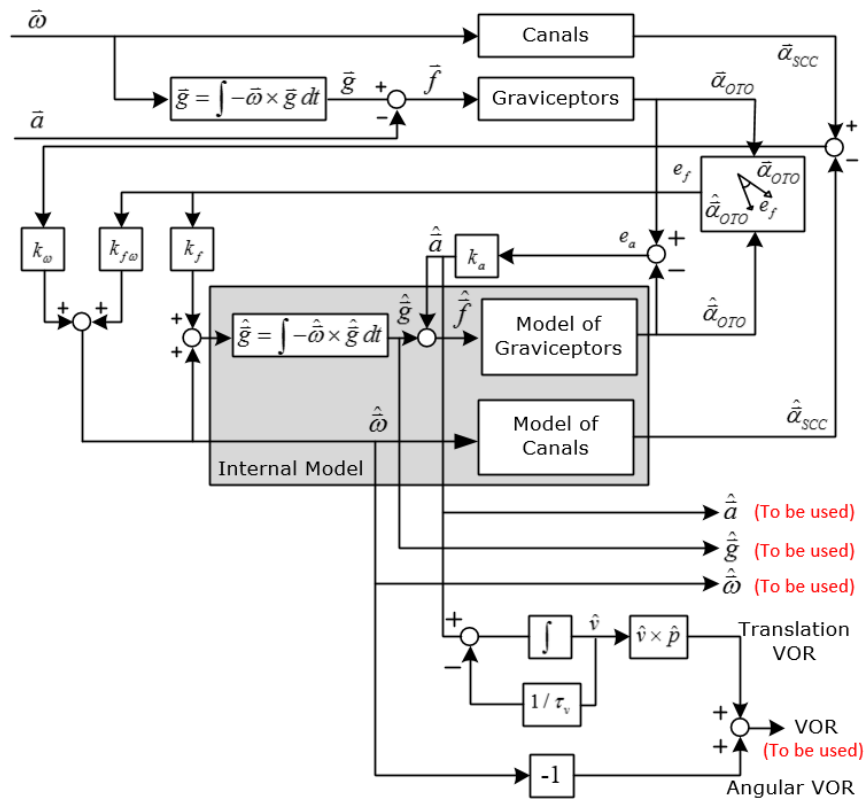 ω⃗
Canals
α⃗_SCC
g⃗ = ∫ -ω⃗ × g⃗ dt
g⃗
+
−
f⃗
Graviceptors
α⃗_OTO
a⃗
+
−
e_f
α⃗_OTO
α̂⃗_OTO
e_f
k_ω
k_fω
k_f
â⃗
k_a
e_a
+
−
+
+
+
+
ĝ⃗ = ∫ -ω̂⃗ × ĝ⃗ dt
ĝ⃗
f̂⃗
Model of
Graviceptors
α̂⃗_OTO
ω̂⃗
Model of
Canals
α̂⃗_SCC
Internal Model
â⃗ (To be used)
ĝ⃗ (To be used)
ω̂⃗ (To be used)
+
−
∫
v̂
v̂ × p̂
Translation
VOR
1/τ_v
+
+
VOR
(To be used)
-1
Angular VOR